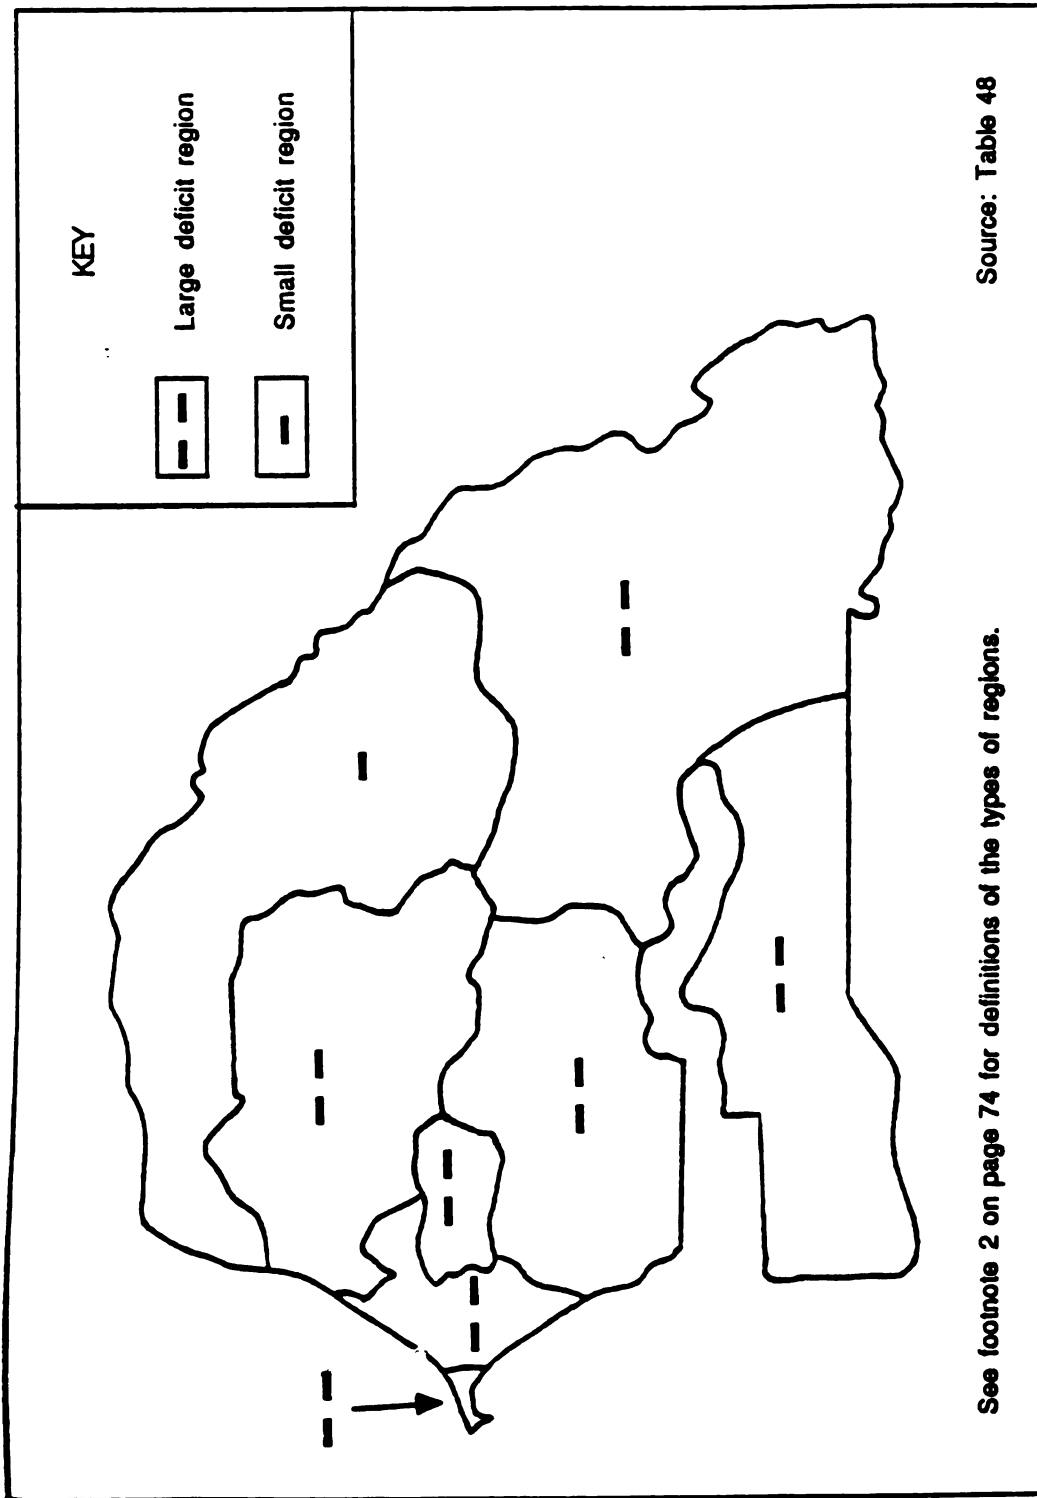 KEY
Large deficit region
Small deficit region
See footnote 2 on page 74 for definitions of the types of regions.
Source: Table 48